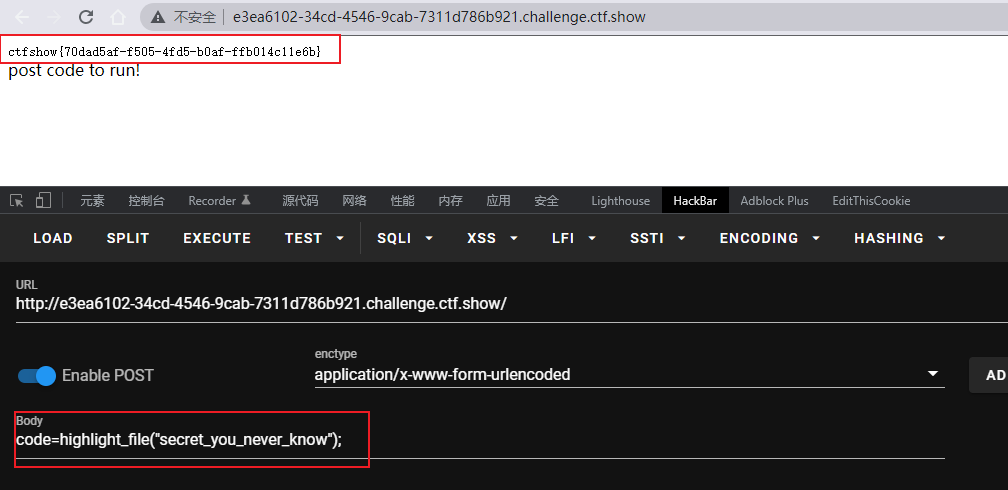 不安全 e3ea6102-34cd-4546-9cab-7311d786b921.challenge.ctf.show
ctfshow{70dad5af-f505-4fd5-b0af-ffb014c11e6b}
post code to run!
元素 控制台 Recorder 源代码 网络 性能 内存 应用 安全 Lighthouse HackBar Adblock Plus EditThisCookie
LOAD SPLIT EXECUTE TEST SQLI XSS LFI SSTI ENCODING HASHING
URL
http://e3ea6102-34cd-4546-9cab-7311d786b921.challenge.ctf.show/
enctype
Enable POST application/x-www-form-urlencoded AD
Body
code=highlight_file("secret_you_never_know");